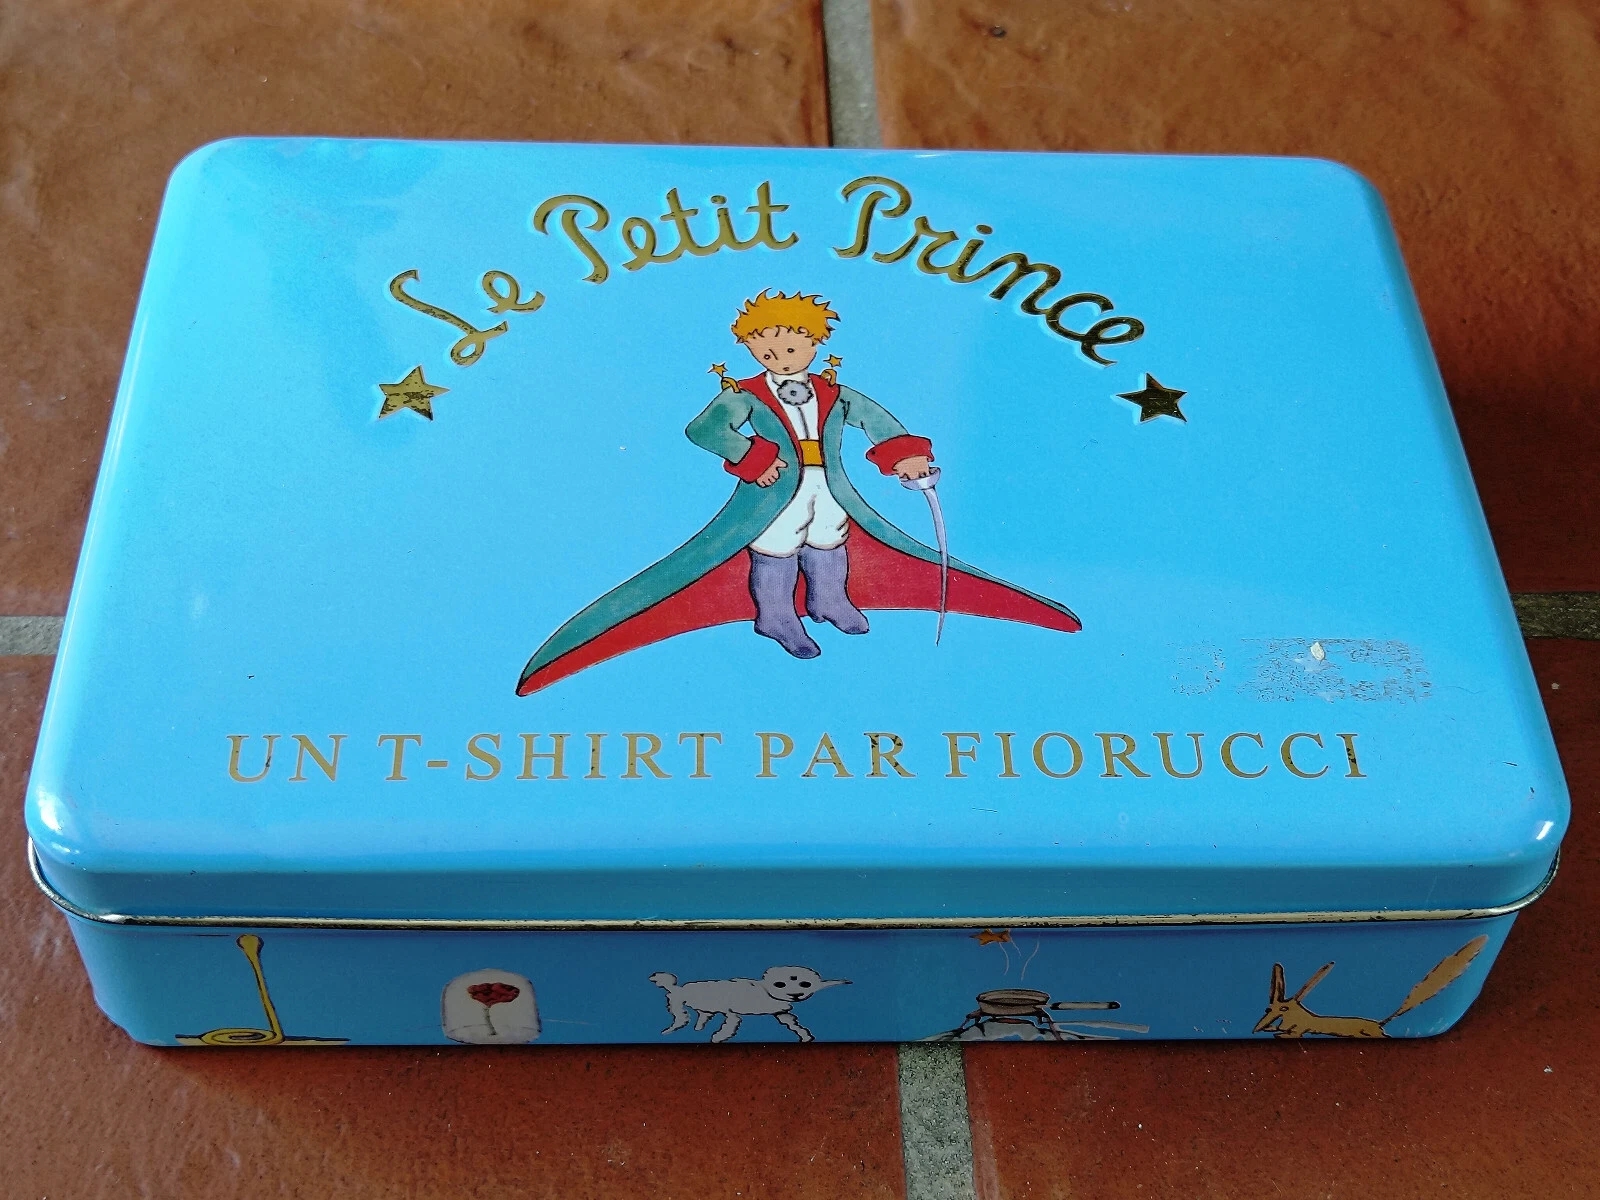 Le Petit Prince
UN T-SHIRT PAR FIORUCCI